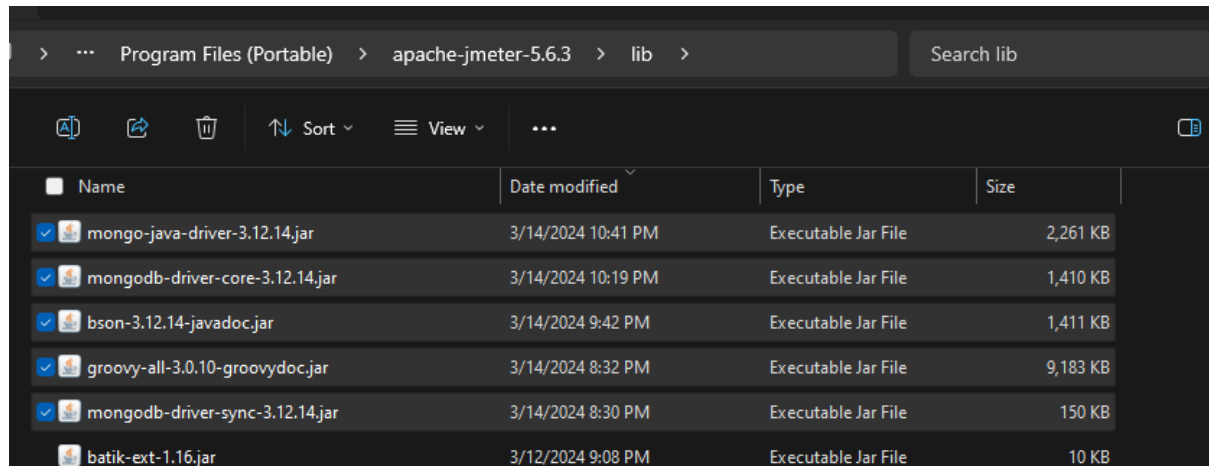 Program Files (Portable) > apache-jmeter-5.6.3 > lib > Search lib
Sort View
Name Date modified Type Size
mongo-java-driver-3.12.14.jar 3/14/2024 10:41 PM Executable Jar File 2,261 KB
mongodb-driver-core-3.12.14.jar 3/14/2024 10:19 PM Executable Jar File 1,410 KB
bson-3.12.14-javadoc.jar 3/14/2024 9:42 PM Executable Jar File 1,411 KB
groovy-all-3.0.10-groovydoc.jar 3/14/2024 8:32 PM Executable Jar File 9,183 KB
mongodb-driver-sync-3.12.14.jar 3/14/2024 8:30 PM Executable Jar File 150 KB
batik-ext-1.16.jar 3/12/2024 9:08 PM Executable Jar File 10 KB